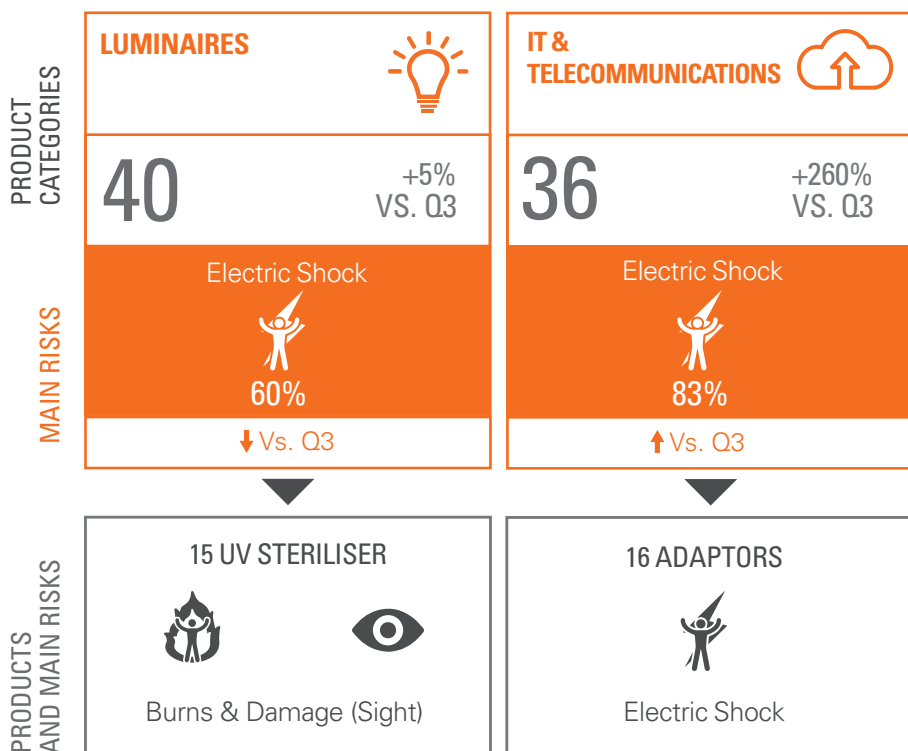 PRODUCT
CATEGORIES
LUMINAIRES
40
+5%
VS. Q3
IT &
TELECOMMUNICATIONS
36
+260%
VS. Q3
MAIN RISKS
Electric Shock
60%
Vs. Q3
Electric Shock
83%
Vs. Q3
PRODUCTS
AND MAIN RISKS
15 UV STERILISER
Burns & Damage (Sight)
16 ADAPTORS
Electric Shock